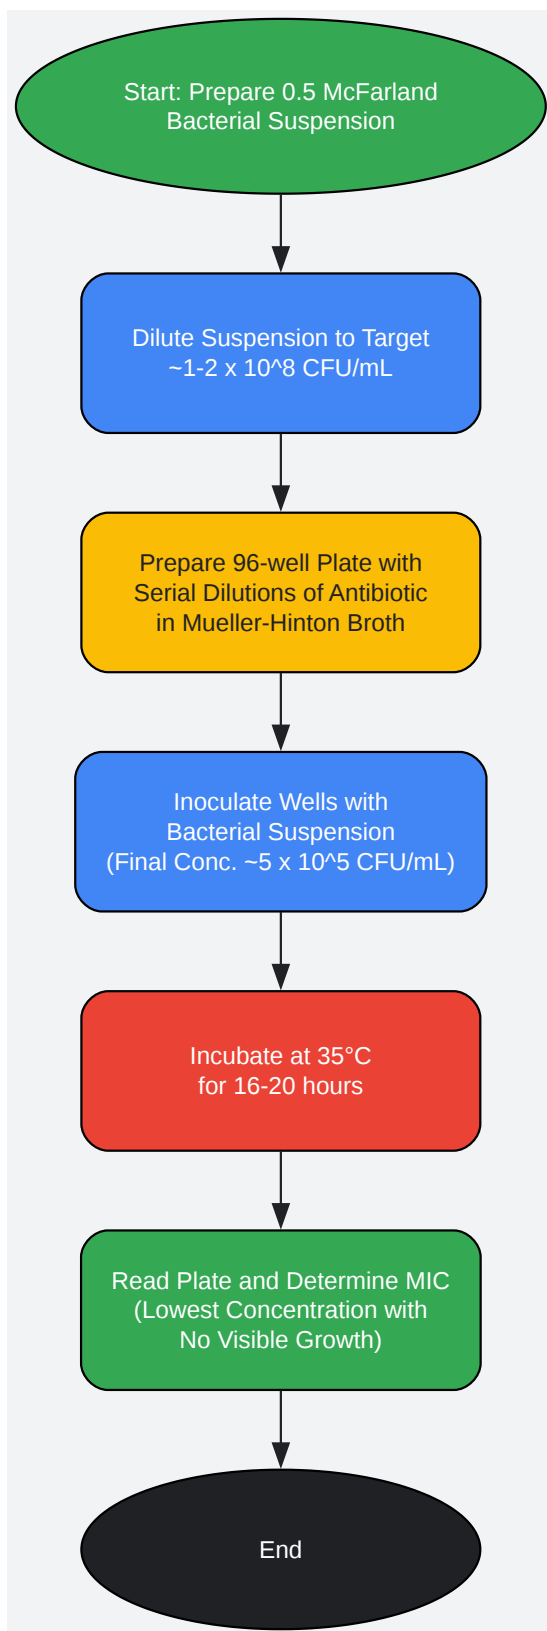 Start: Prepare 0.5 McFarland
Bacterial Suspension
Dilute Suspension to Target
~1-2 x 10^8 CFU/mL
Prepare 96-well Plate with
Serial Dilutions of Antibiotic
in Mueller-Hinton Broth
Inoculate Wells with
Bacterial Suspension
(Final Conc. ~5 x 10^5 CFU/mL)
Incubate at 35°C
for 16-20 hours
Read Plate and Determine MIC
(Lowest Concentration with
No Visible Growth)
End